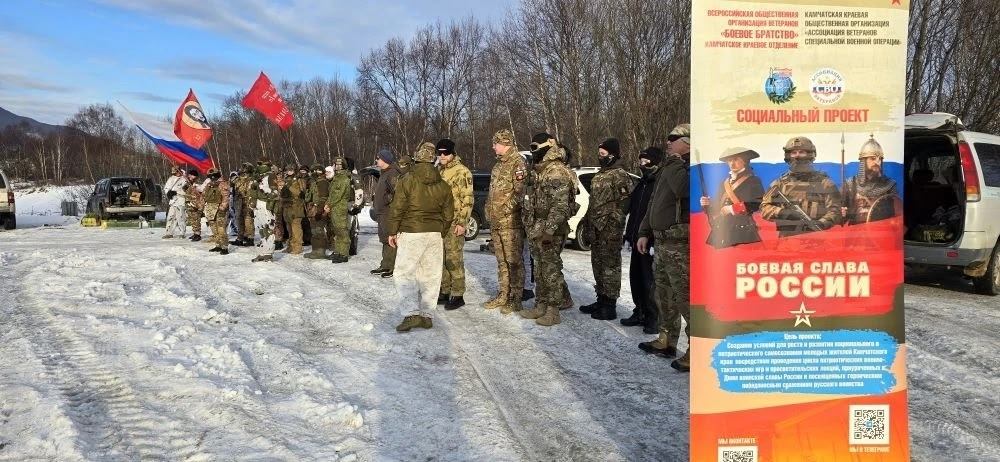 ВСЕРОССИЙСКАЯ ОБЩЕСТВЕННАЯ
ОРГАНИЗАЦИЯ ВЕТЕРАНОВ
«БОЕВОЕ БРАТСТВО»
КАМЧАТСКОЕ КРАЕВОЕ ОТДЕЛЕНИЕ
КАМЧАТСКАЯ КРАЕВАЯ
ОБЩЕСТВЕННАЯ ОРГАНИЗАЦИЯ
«АССОЦИАЦИЯ ВЕТЕРАНОВ
СПЕЦИАЛЬНОЙ ВОЕННОЙ ОПЕРАЦИИ»
АССОЦИАЦИЯ
СВО
СОЦИАЛЬНЫЙ ПРОЕКТ
БОЕВАЯ СЛАВА
РОССИИ
Цель проекта:
Создание условий для роста и развития национального и
патриотического самосознания молодых жителей Камчатского
края посредством проведения цикла патриотических военно-
тактических игр и просветительских лекций, приуроченных к
Дням воинской славы России и посвященных героическим
победоносным сражениям русского воинства
МЫ ВКОНТАКТЕ
МЫ В ТЕЛЕГРАМЕ